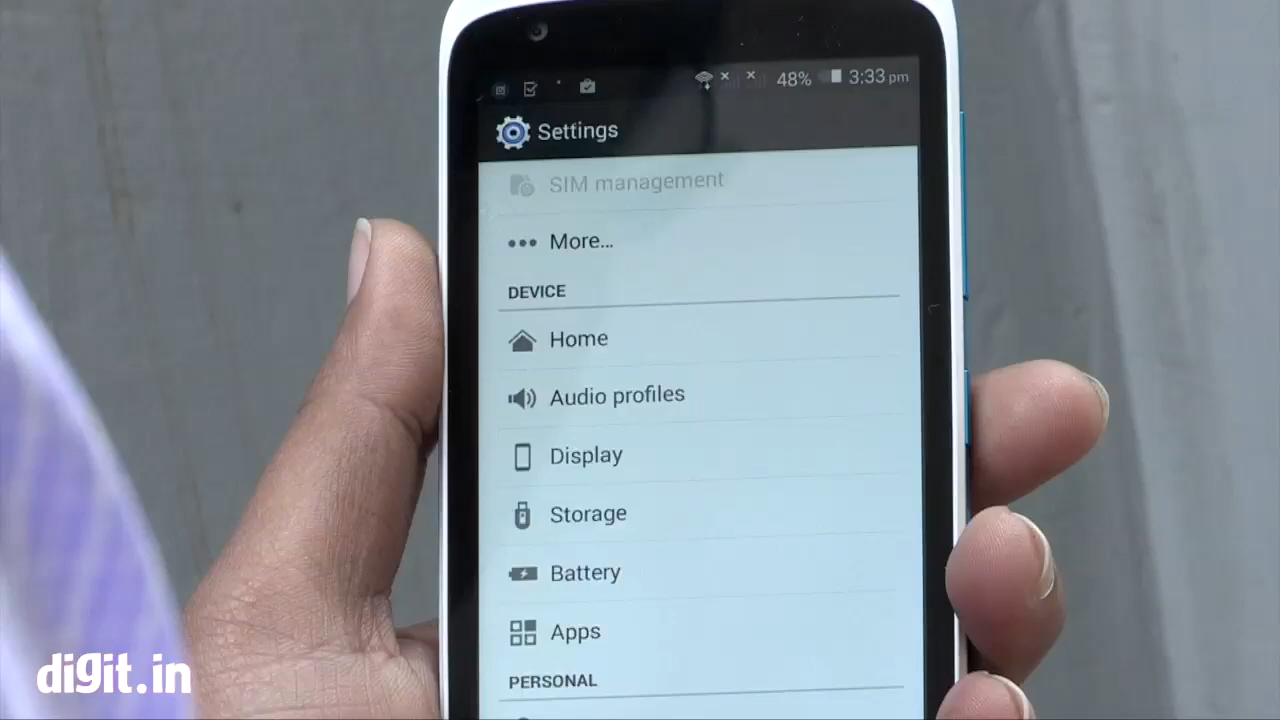 48% 3:33 pm
Settings
SIM management
More...
DEVICE
Home
Audio profiles
Display
Storage
Battery
Apps
PERSONAL
digit.in